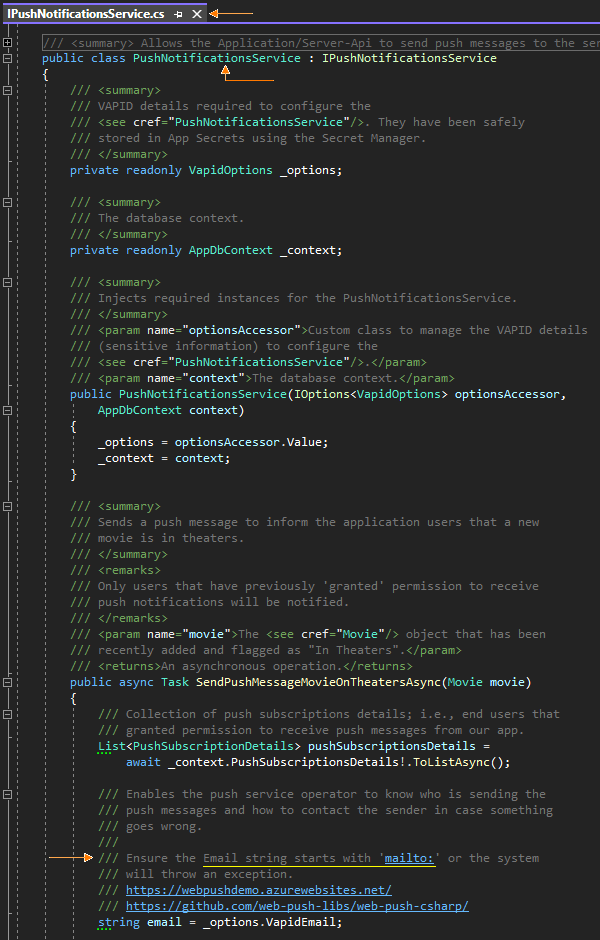 IPushNotificationsService.cs
/// <summary> Allows the Application/Server-Api to send push messages to the ser
public class PushNotificationsService : IPushNotificationsService
{
/// <summary>
/// VAPID details required to configure the
/// <see cref="PushNotificationsService"/>. They have been safely
/// stored in App Secrets using the Secret Manager.
/// </summary>
private readonly VapidOptions _options;
/// <summary>
/// The database context.
/// </summary>
private readonly AppDbContext _context;
/// <summary>
/// Injects required instances for the PushNotificationsService.
/// </summary>
/// <param name="optionsAccessor">Custom class to manage the VAPID details
/// (sensitive information) to configure the
/// <see cref="PushNotificationsService"/>.</param>
/// <param name="context">The database context.</param>
public PushNotificationsService(IOptions<VapidOptions> optionsAccessor,
AppDbContext context)
{
_options = optionsAccessor.Value;
_context = context;
}
/// <summary>
/// Sends a push message to inform the application users that a new
/// movie is in theaters.
/// </summary>
/// <remarks>
/// Only users that have previously 'granted' permission to receive
/// push notifications will be notified.
/// </remarks>
/// <param name="movie">The <see cref="Movie"/> object that has been
/// recently added and flagged as "In Theaters".</param>
/// <returns>An asynchronous operation.</returns>
public async Task SendPushMessageMovieOnTheatersAsync(Movie movie)
{
/// Collection of push subscriptions details; i.e., end users that
/// granted permission to receive push messages from our app.
List<PushSubscriptionDetails> pushSubscriptionsDetails =
await _context.PushSubscriptionsDetails!.ToListAsync();
/// Enables the push service operator to know who is sending the
/// push messages and how to contact the sender in case something
/// goes wrong.
///
/// Ensure the Email string starts with 'mailto:' or the system
/// will throw an exception.
/// https://webpushdemo.azurewebsites.net/
/// https://github.com/web-push-libs/web-push-csharp/
string email = _options.VapidEmail;